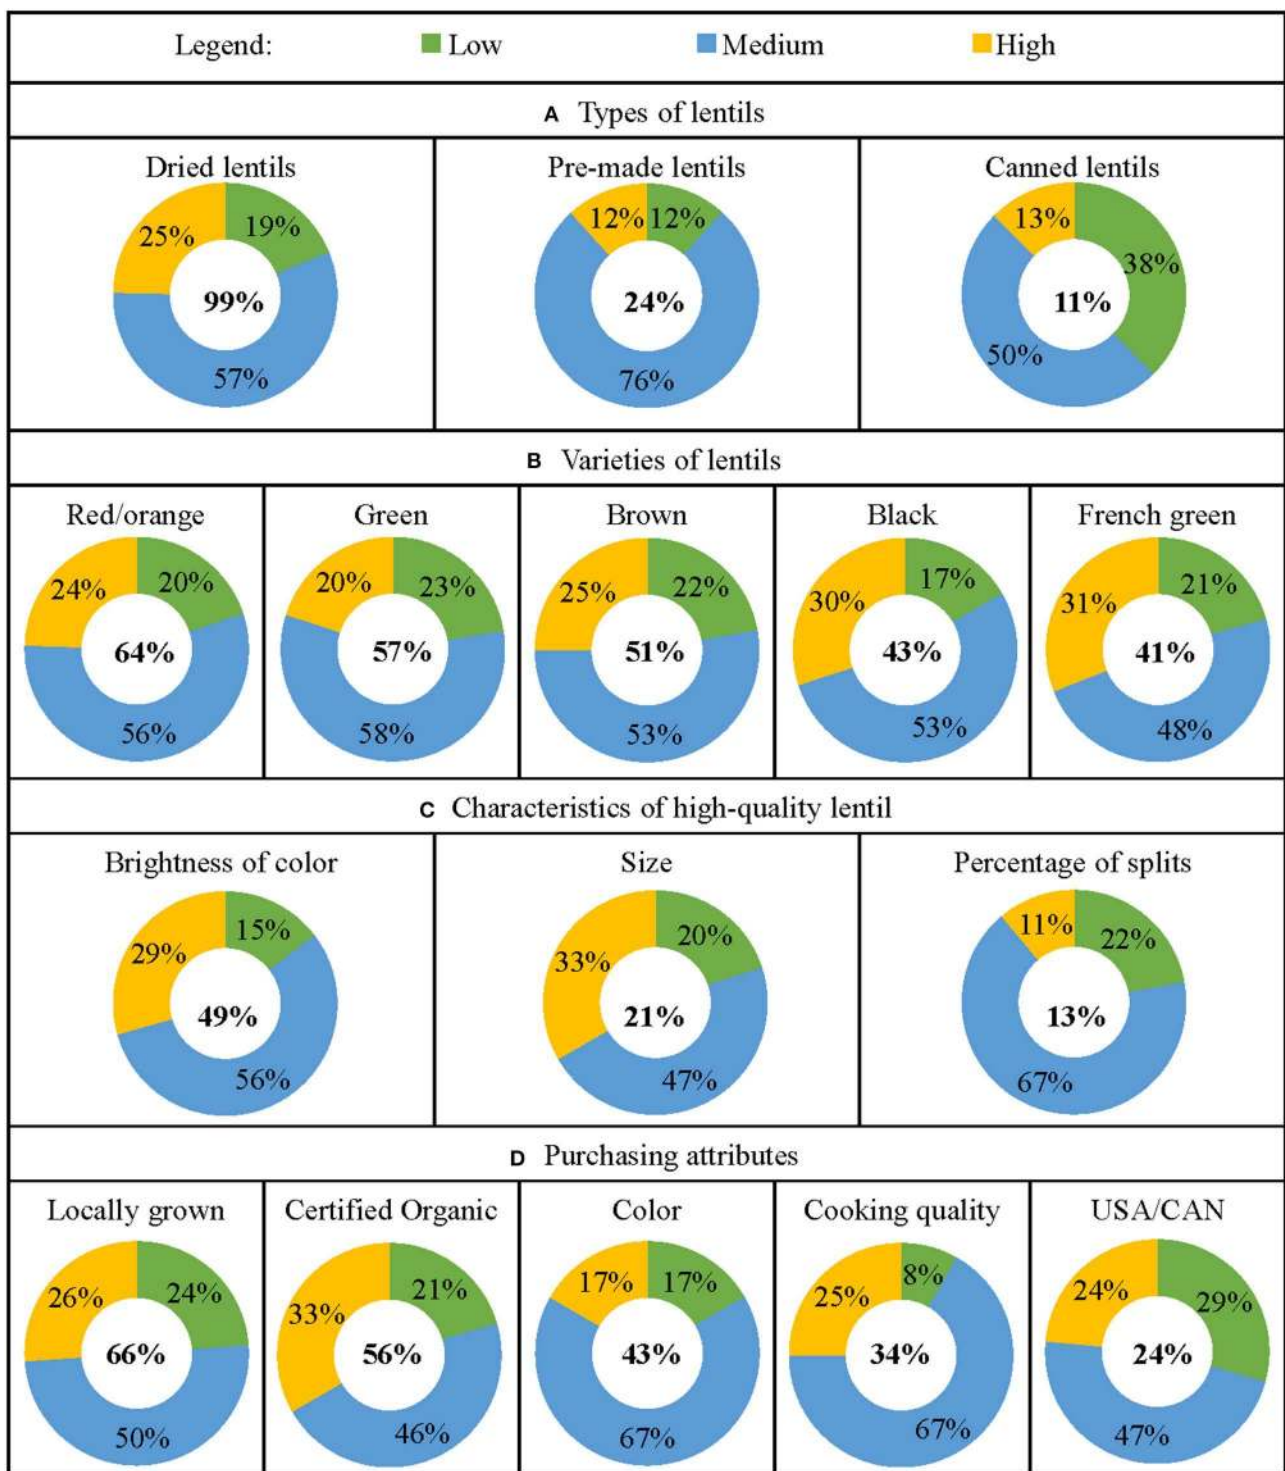 Legend: Low Medium High
A Types of lentils
Dried lentils Pre-made lentils Canned lentils
25% 19% 12% 12% 13% 38%
99% 24% 11%
57% 76% 50%
B Varieties of lentils
Red/orange Green Brown Black French green
24% 20% 20% 23% 25% 22% 30% 17% 31% 21%
64% 57% 51% 43% 41%
56% 58% 53% 53% 48%
C Characteristics of high-quality lentil
Brightness of color Size Percentage of splits
29% 15% 33% 20% 11% 22%
49% 21% 13%
56% 47% 67%
D Purchasing attributes
Locally grown Certified Organic Color Cooking quality USA/CAN
26% 24% 33% 21% 17% 17% 25% 8% 24% 29%
66% 56% 43% 34% 24%
50% 46% 67% 67% 47%